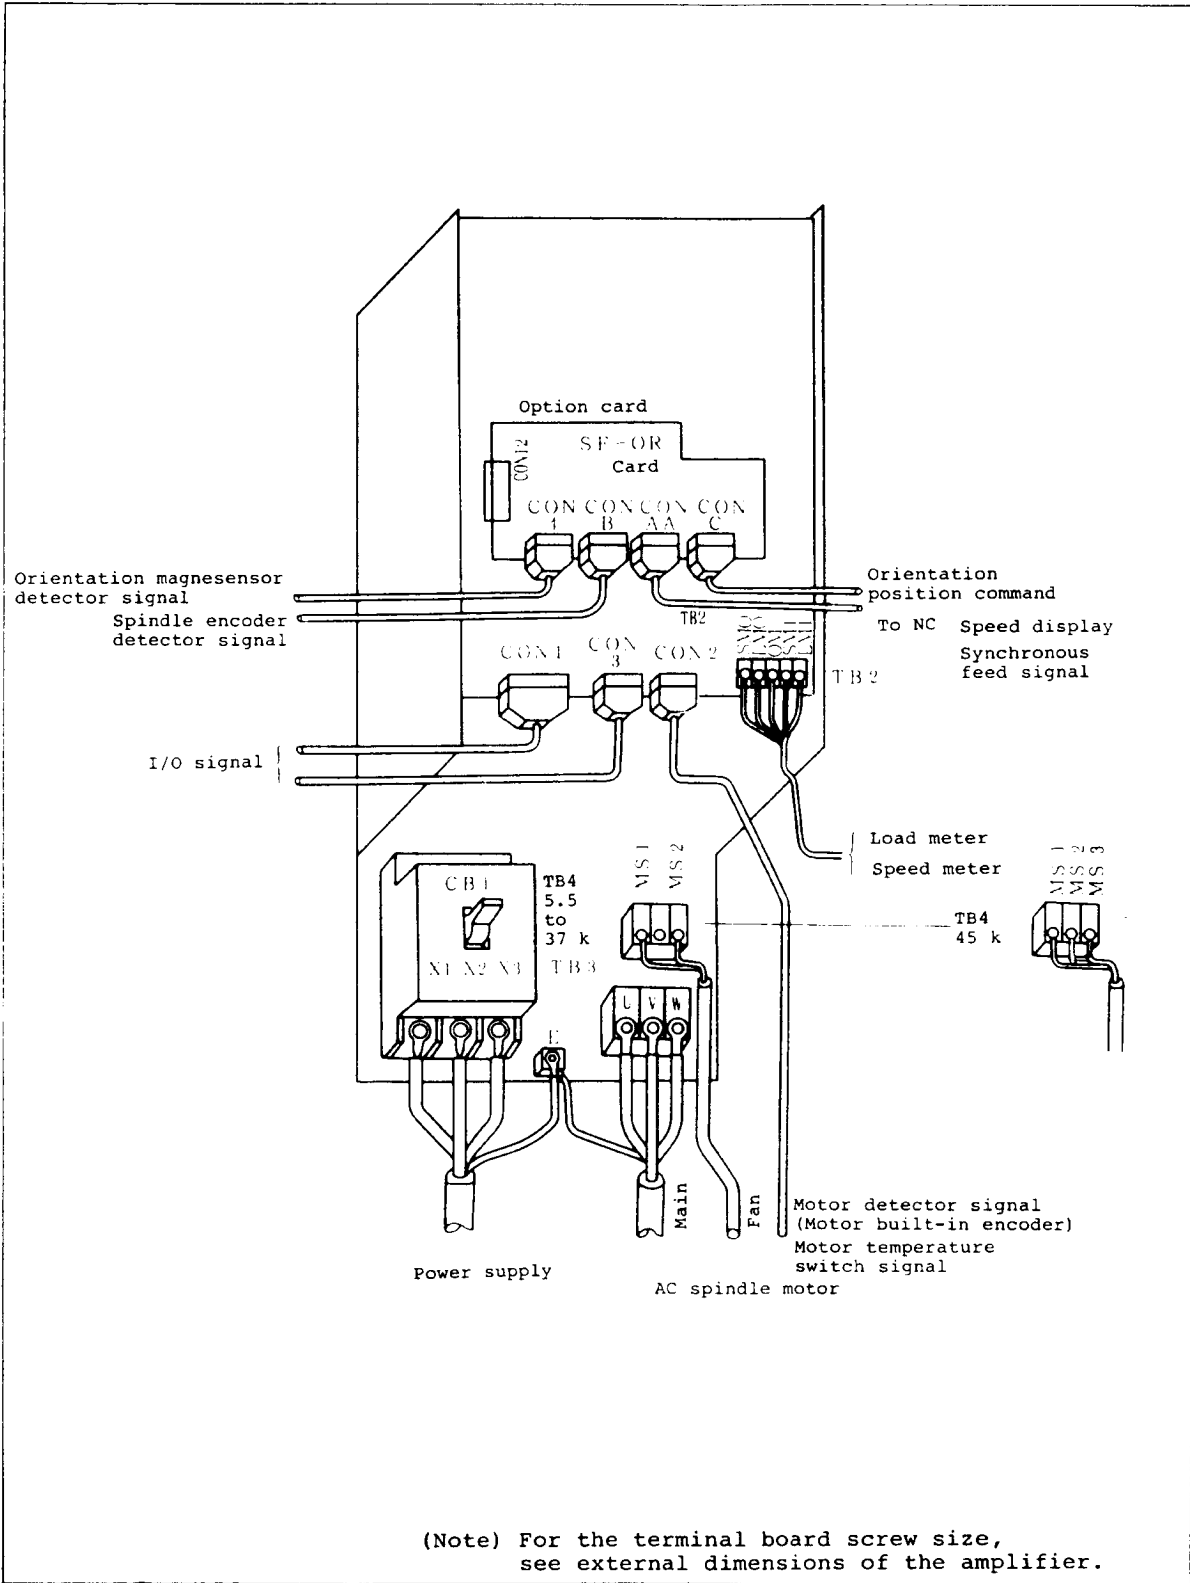 Option card
SF-OR
Card
CON12
CON CON CON CON
B AA C
Orientation magnesensor
detector signal
Spindle encoder
detector signal
Orientation
position command
TB2
To NC Speed display
Synchronous
feed signal
CON1
CON
3
CON2
TB2
I/O signal
Load meter
Speed meter
CB1
TB4
5.5
to
37 k
MS1
MS2
TB4
45 k
MS1
MS2
MS3
X1 X2 X3
TB3
U V W
E
Main
Fan
Motor detector signal
(Motor built-in encoder)
Motor temperature
switch signal
Power supply
AC spindle motor
(Note) For the terminal board screw size,
see external dimensions of the amplifier.